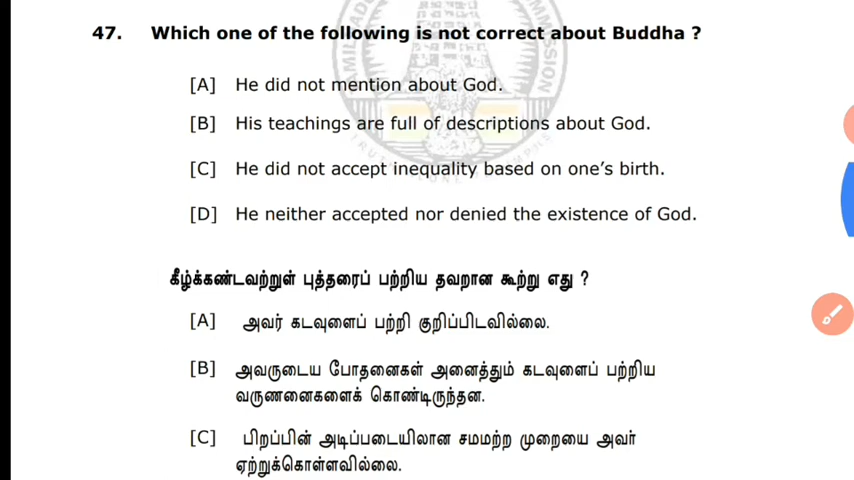 47. Which one of the following is not correct about Buddha ?
[A] He did not mention about God.
[B] His teachings are full of descriptions about God.
[C] He did not accept inequality based on one's birth.
[D] He neither accepted nor denied the existence of God.
கீழ்க்கண்டவற்றுள் புத்தரைப் பற்றிய தவறான கூற்று எது ?
[A] அவர் கடவுளைப் பற்றி குறிப்பிடவில்லை.
[B] அவருடைய போதனைகள் அனைத்தும் கடவுளைப் பற்றிய
வருணனைகளைக் கொண்டிருந்தன.
[C] பிறப்பின் அடிப்படையிலான சமமற்ற முறையை அவர்
ஏற்றுக்கொள்ளவில்லை.